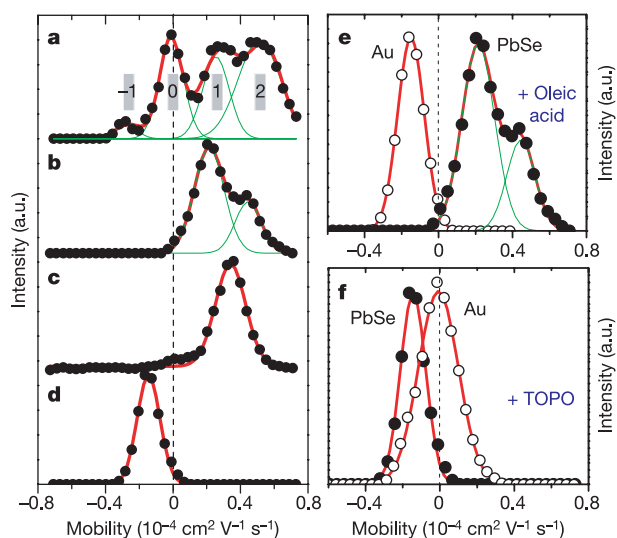 a
−1 0 1 2
b
c
d
Intensity (a.u.)
−0.8 −0.4 0 0.4 0.8
Mobility (10⁻⁴ cm² V⁻¹ s⁻¹)
e
Au
PbSe
+ Oleic
acid
Intensity (a.u.)
−0.4 0 0.4 0.8
f
PbSe
Au
+ TOPO
Intensity (a.u.)
−0.4 0 0.4 0.8
Mobility (10⁻⁴ cm² V⁻¹ s⁻¹)